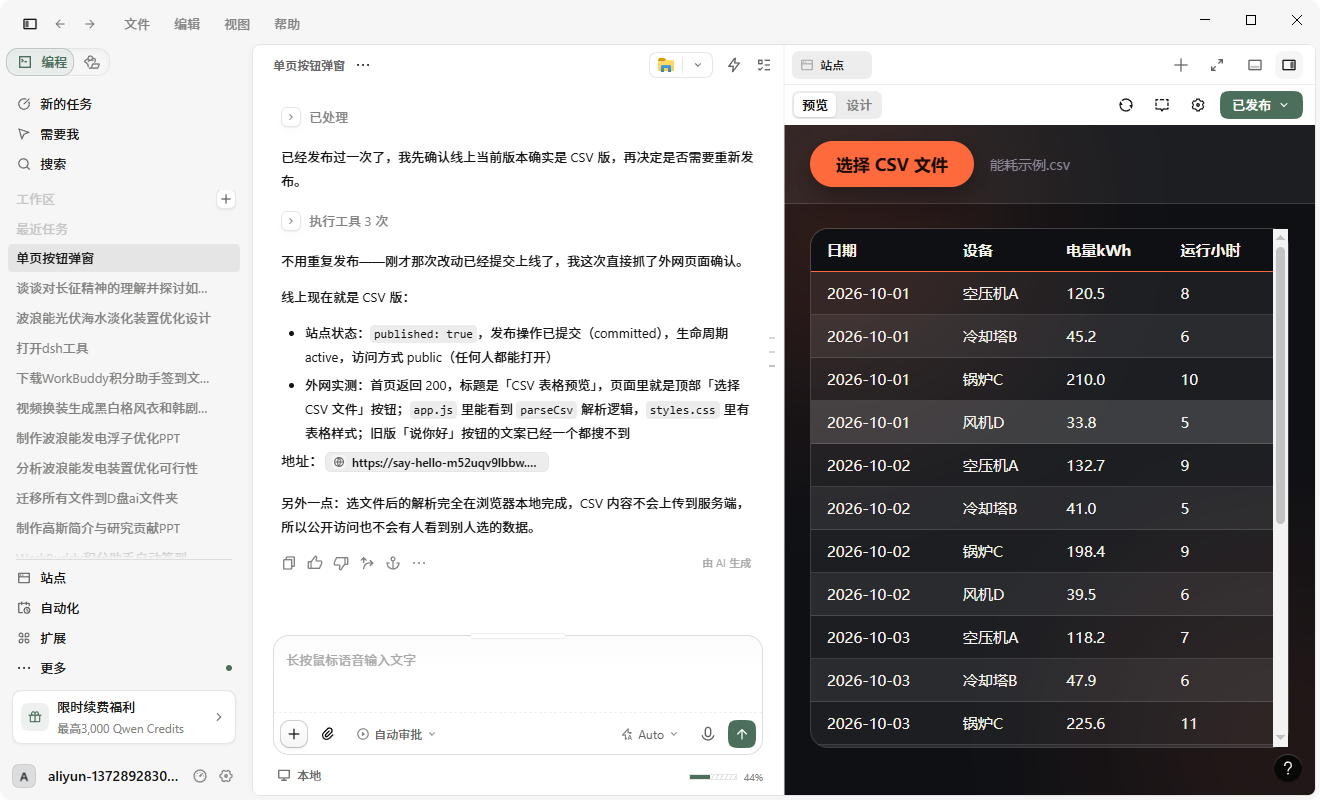 文件 编辑 视图 帮助
编程
新的任务
需要我
搜索
工作区
最近任务
单页按钮弹窗
谈谈对长征精神的理解并探讨如...
波浪能光伏海水淡化装置优化设计
打开dsh工具
下载WorkBuddy积分助手签到文...
视频换装生成黑白格风衣和韩剧...
制作波浪能发电浮子优化PPT
分析波浪能发电装置优化可行性
迁移所有文件到D盘ai文件夹
制作高斯简介与研究贡献PPT
WorkBuddy积分助手自动签到
站点
自动化
扩展
更多
限时续费福利
最高3,000 Qwen Credits
A aliyun-1372892830...
单页按钮弹窗
已处理
已经发布过一次了，我先确认线上当前版本确实是 CSV 版，再决定是否需要重新发
布。
执行工具 3 次
不用重复发布——刚才那次改动已经提交上线了，我这次直接抓了外网页面确认。
线上现在就是 CSV 版：
站点状态：published: true，发布操作已提交（committed），生命周期
active，访问方式 public（任何人都能打开）
外网实测：首页返回 200，标题是「CSV 表格预览」，页面里就是顶部「选择
CSV 文件」按钮；app.js 里能看到 parseCsv 解析逻辑，styles.css 里有
表格样式；旧版「说你好」按钮的文案已经一个都搜不到
地址：https://say-hello-m52uqv9lbbw....
另外一点：选文件后的解析完全在浏览器本地完成，CSV 内容不会上传到服务端，
所以公开访问也不会有人看到别人选的数据。
由 AI 生成
长按鼠标语音输入文字
自动审批 Auto
本地 44%
站点
预览 设计 已发布
选择 CSV 文件 能耗示例.csv
日期 设备 电量kWh 运行小时
2026-10-01 空压机A 120.5 8
2026-10-01 冷却塔B 45.2 6
2026-10-01 锅炉C 210.0 10
2026-10-01 风机D 33.8 5
2026-10-02 空压机A 132.7 9
2026-10-02 冷却塔B 41.0 5
2026-10-02 锅炉C 198.4 9
2026-10-02 风机D 39.5 6
2026-10-03 空压机A 118.2 7
2026-10-03 冷却塔B 47.9 6
2026-10-03 锅炉C 225.6 11
?